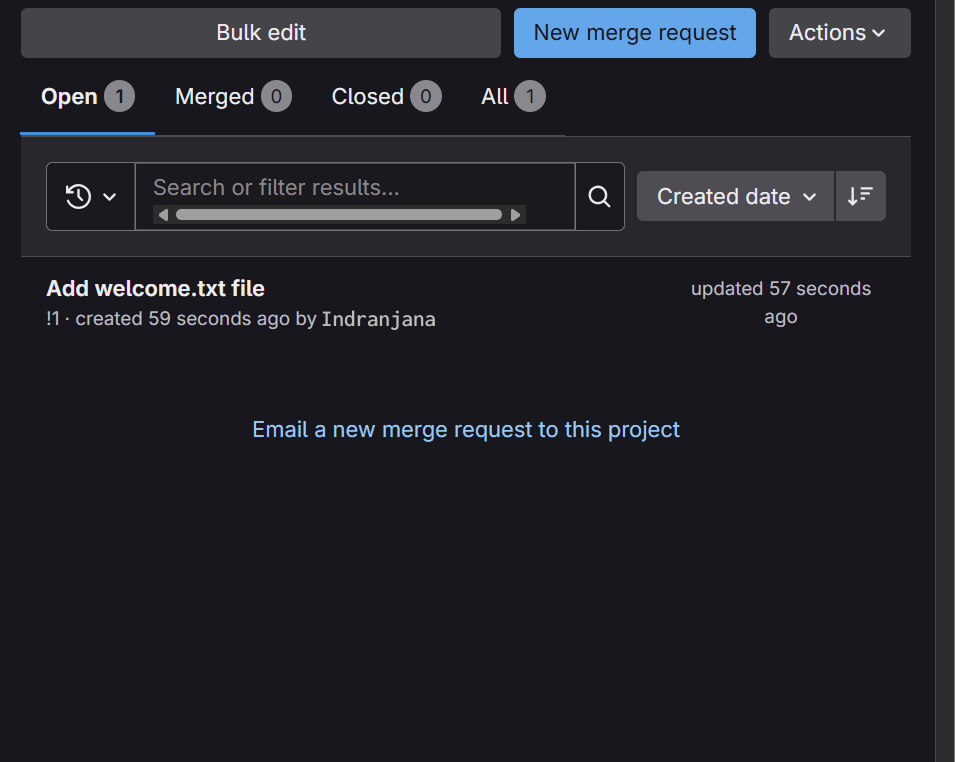 Bulk edit New merge request Actions
Open 1 Merged 0 Closed 0 All 1
Search or filter results...
Created date
Add welcome.txt file
!1 · created 59 seconds ago by Indranjana
updated 57 seconds
ago
Email a new merge request to this project